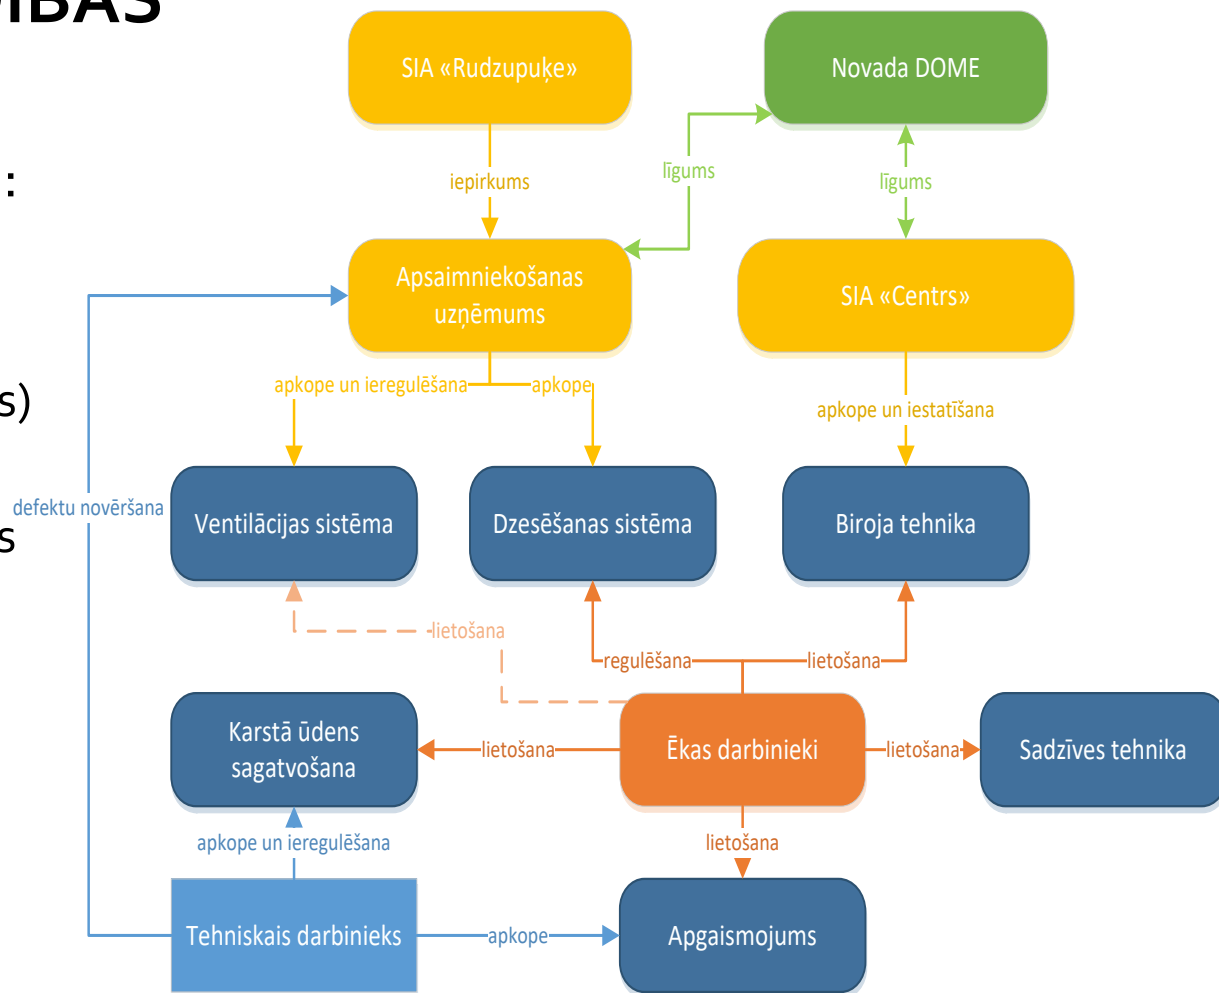 MBAS
:
s)
s
SIA «Rudzupuķe»
Novada DOME
iepirkums
līgums
līgums
Apsaimniekošanas
uzņēmums
SIA «Centrs»
apkope un ieregulēšana
apkope
apkope un iestatīšana
defektu novēršana
Ventilācijas sistēma
Dzesēšanas sistēma
Biroja tehnika
lietošana
regulēšana
lietošana
Karstā ūdens
sagatvošana
lietošana
Ēkas darbinieki
lietošana
Sadzīves tehnika
apkope un ieregulēšana
lietošana
Tehniskais darbinieks
apkope
Apgaismojums